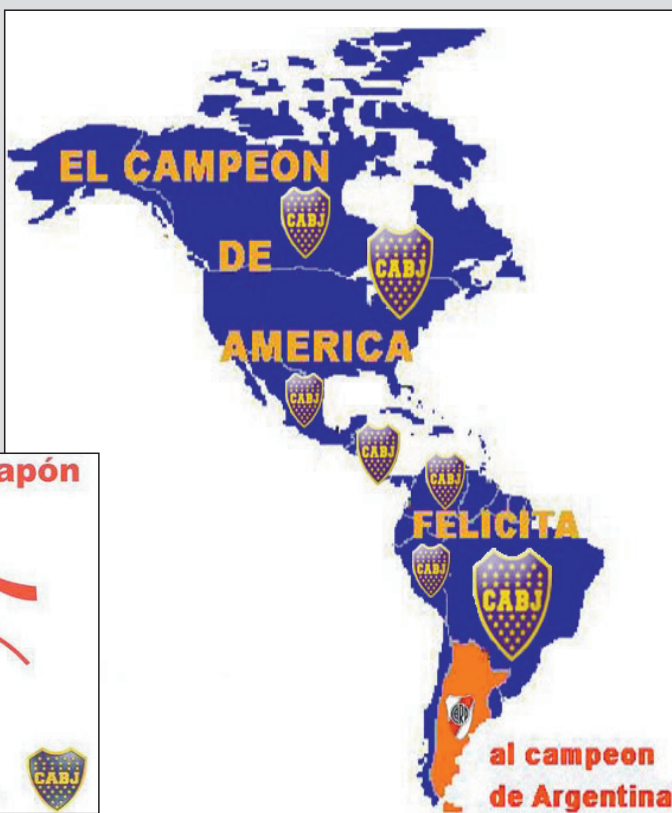 EL CAMPEON
CABJ
DE
CABJ
AMERICA
CABJ
CABJ
CABJ
FELICITA
CABJ
CABJ
al campeon
de Argentina
apón
CABJ